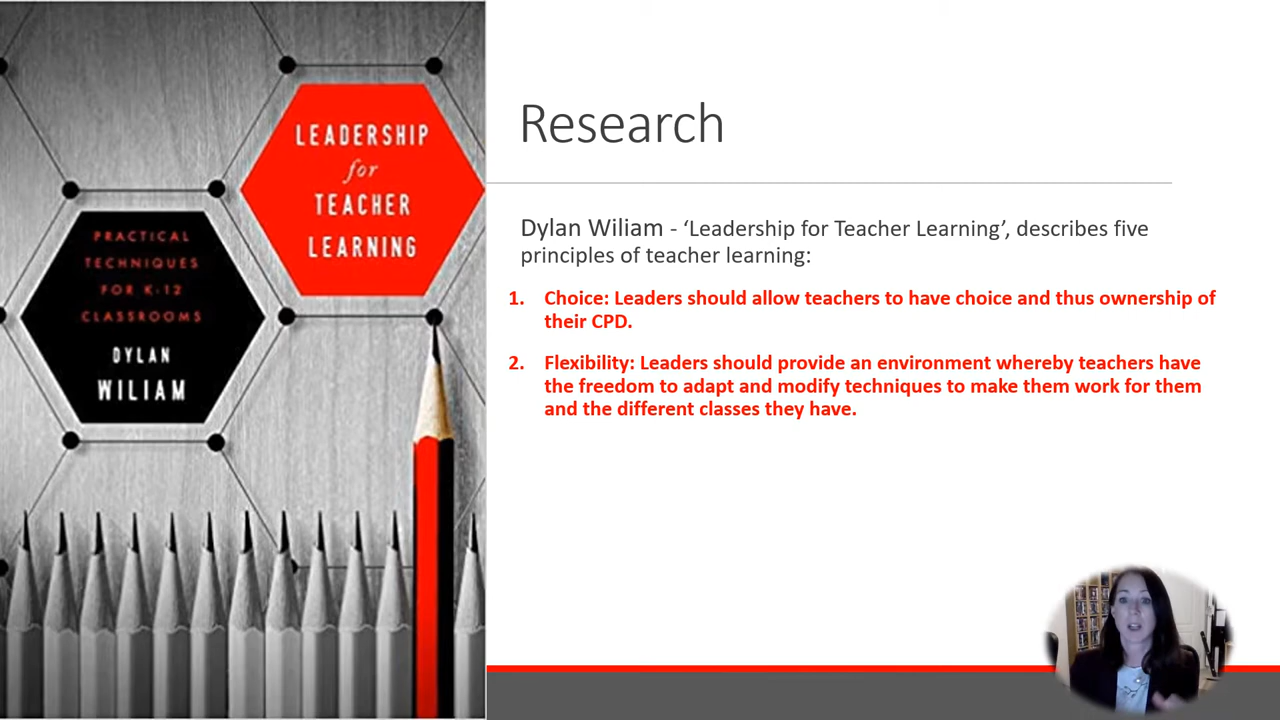 LEADERSHIP
for
TEACHER
LEARNING
PRACTICAL
TECHNIQUES
FOR K-12
CLASSROOMS
DYLAN
WILIAM
Research
Dylan Wiliam - ‘Leadership for Teacher Learning’, describes five
principles of teacher learning:
1. Choice: Leaders should allow teachers to have choice and thus ownership of
their CPD.
2. Flexibility: Leaders should provide an environment whereby teachers have
the freedom to adapt and modify techniques to make them work for them
and the different classes they have.